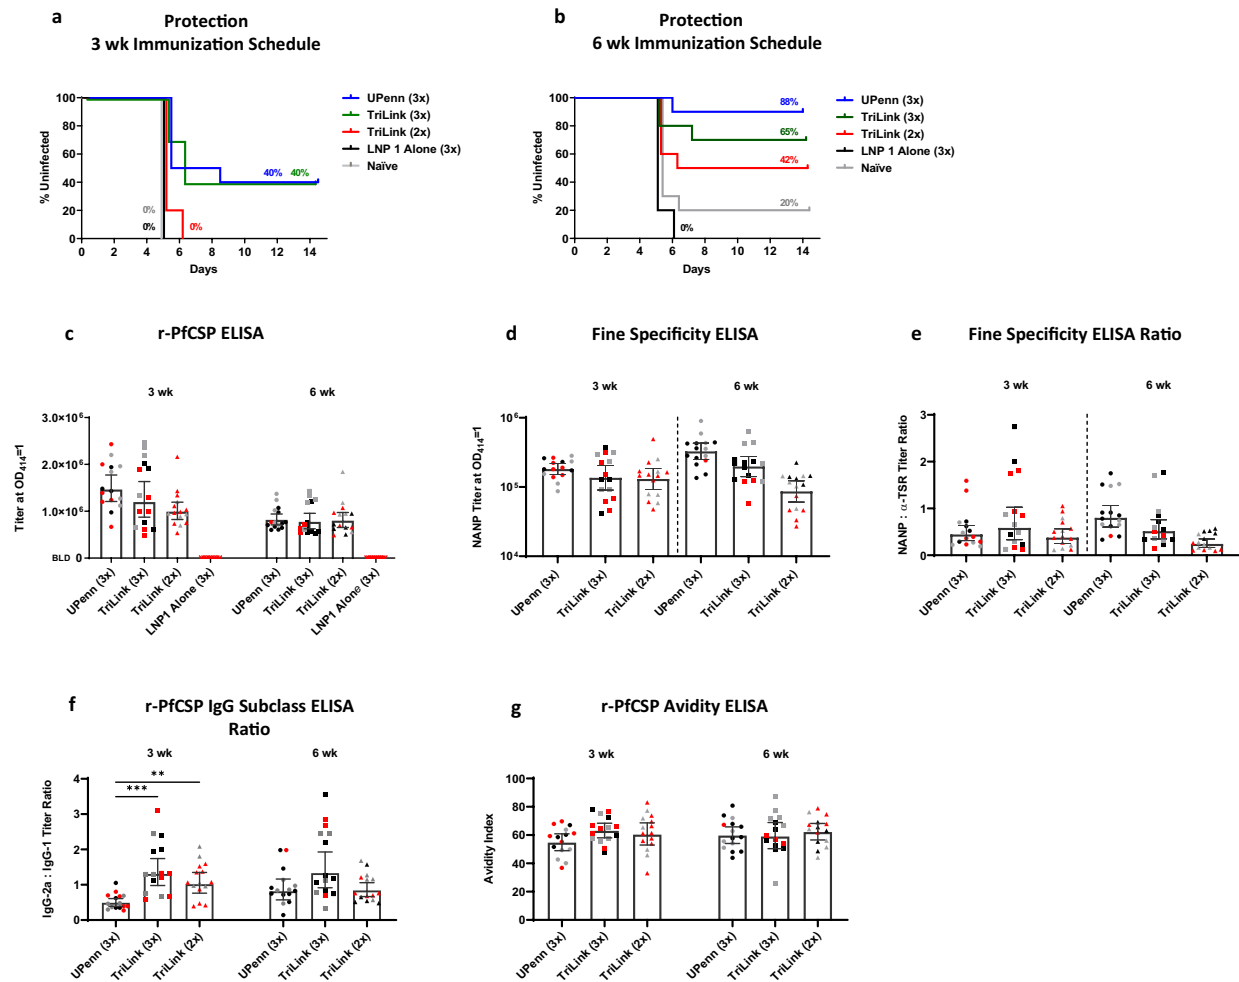 a
Protection
3 wk Immunization Schedule
% Uninfected
100
80
60
40
20
0
0 2 4 6 8 10 12 14
Days
0%
0%
0%
40% 40%
UPenn (3x)
TriLink (3x)
TriLink (2x)
LNP 1 Alone (3x)
Naïve
b
Protection
6 wk Immunization Schedule
% Uninfected
100
80
60
40
20
0
0 2 4 6 8 10 12 14
Days
88%
65%
42%
20%
0%
UPenn (3x)
TriLink (3x)
TriLink (2x)
LNP 1 Alone (3x)
Naïve
c
r-PfCSP ELISA
3 wk 6 wk
Titer at OD₄₁₄=1
3.0×10⁶
2.0×10⁶
1.0×10⁶
BLD 0
UPenn (3x)
TriLink (3x)
TriLink (2x)
LNP1 Alone (3x)
UPenn (3x)
TriLink (3x)
TriLink (2x)
LNP1 Alone (3x)
d
Fine Specificity ELISA
3 wk 6 wk
NANP Titer at OD₄₁₄=1
10⁶
10⁵
10⁴
UPenn (3x)
TriLink (3x)
TriLink (2x)
UPenn (3x)
TriLink (3x)
TriLink (2x)
e
Fine Specificity ELISA Ratio
3 wk 6 wk
NANP : α-TSR Titer Ratio
3
2
1
0
UPenn (3x)
TriLink (3x)
TriLink (2x)
UPenn (3x)
TriLink (3x)
TriLink (2x)
f
r-PfCSP IgG Subclass ELISA
Ratio
3 wk 6 wk
IgG-2a : IgG-1 Titer Ratio
4
3
2
1
0
**
***
UPenn (3x)
TriLink (3x)
TriLink (2x)
UPenn (3x)
TriLink (3x)
TriLink (2x)
g
r-PfCSP Avidity ELISA
3 wk 6 wk
Avidity Index
100
80
60
40
20
0
UPenn (3x)
TriLink (3x)
TriLink (2x)
UPenn (3x)
TriLink (3x)
TriLink (2x)